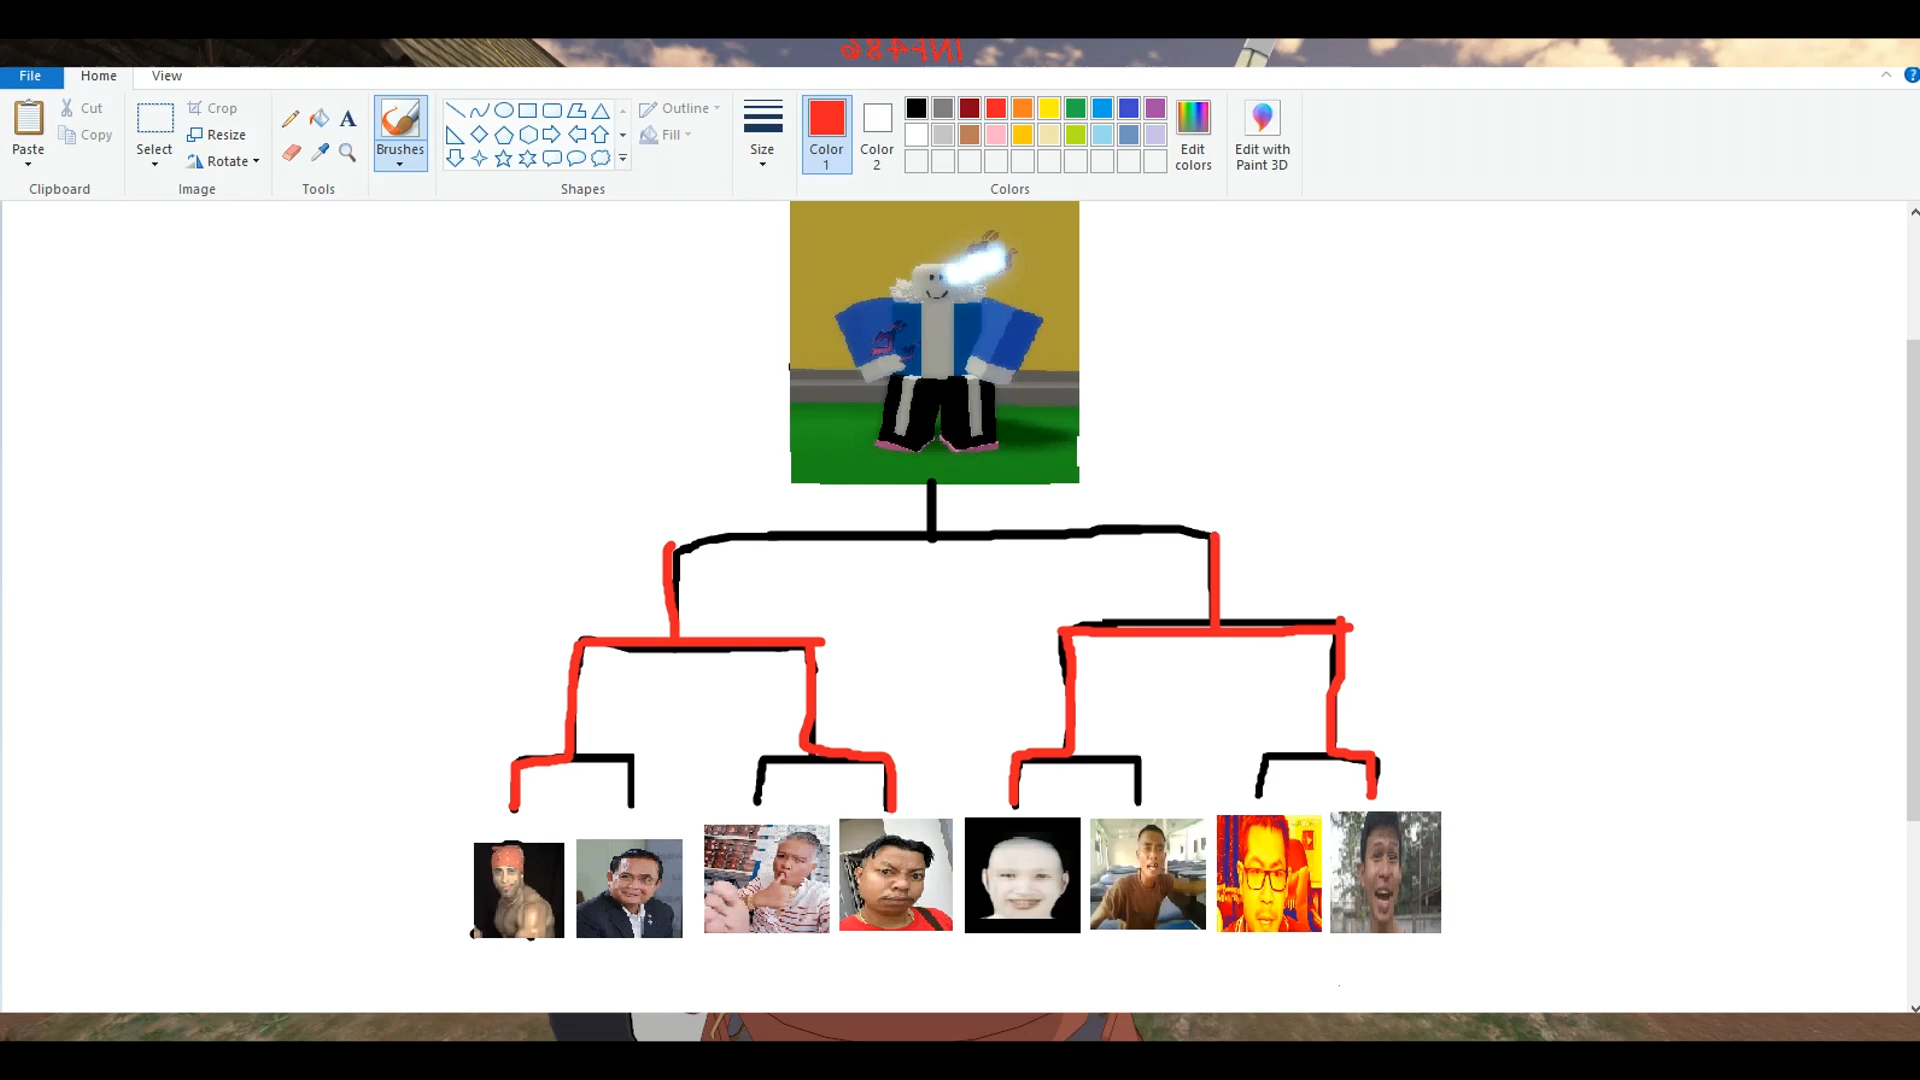 INF486
File Home View
Paste
Cut
Copy
Clipboard
Select
Crop
Resize
Rotate
Image
A
Tools
Brushes
Shapes
Outline
Fill
Size
Color 1
Color 2
Edit colors
Colors
Edit with Paint 3D
?